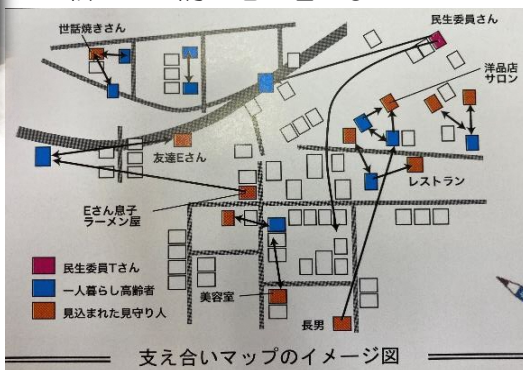 世話焼きさん
民生委員さん
洋品店
サロン
友達Eさん
レストラン
Eさん息子
ラーメン屋
民生委員Tさん
一人暮らし高齢者
見込まれた見守り人
美容室
長男
支え合いマップのイメージ図